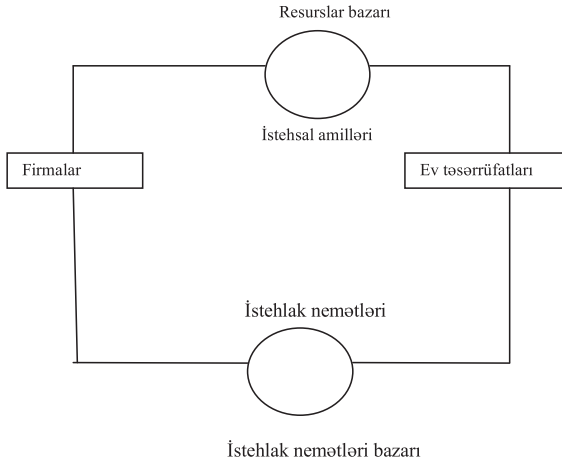 Resurslar bazarı
İstehsal amilləri
Firmalar
Ev təsərrüfatları
İstehlak nemətləri
İstehlak nemətləri bazarı